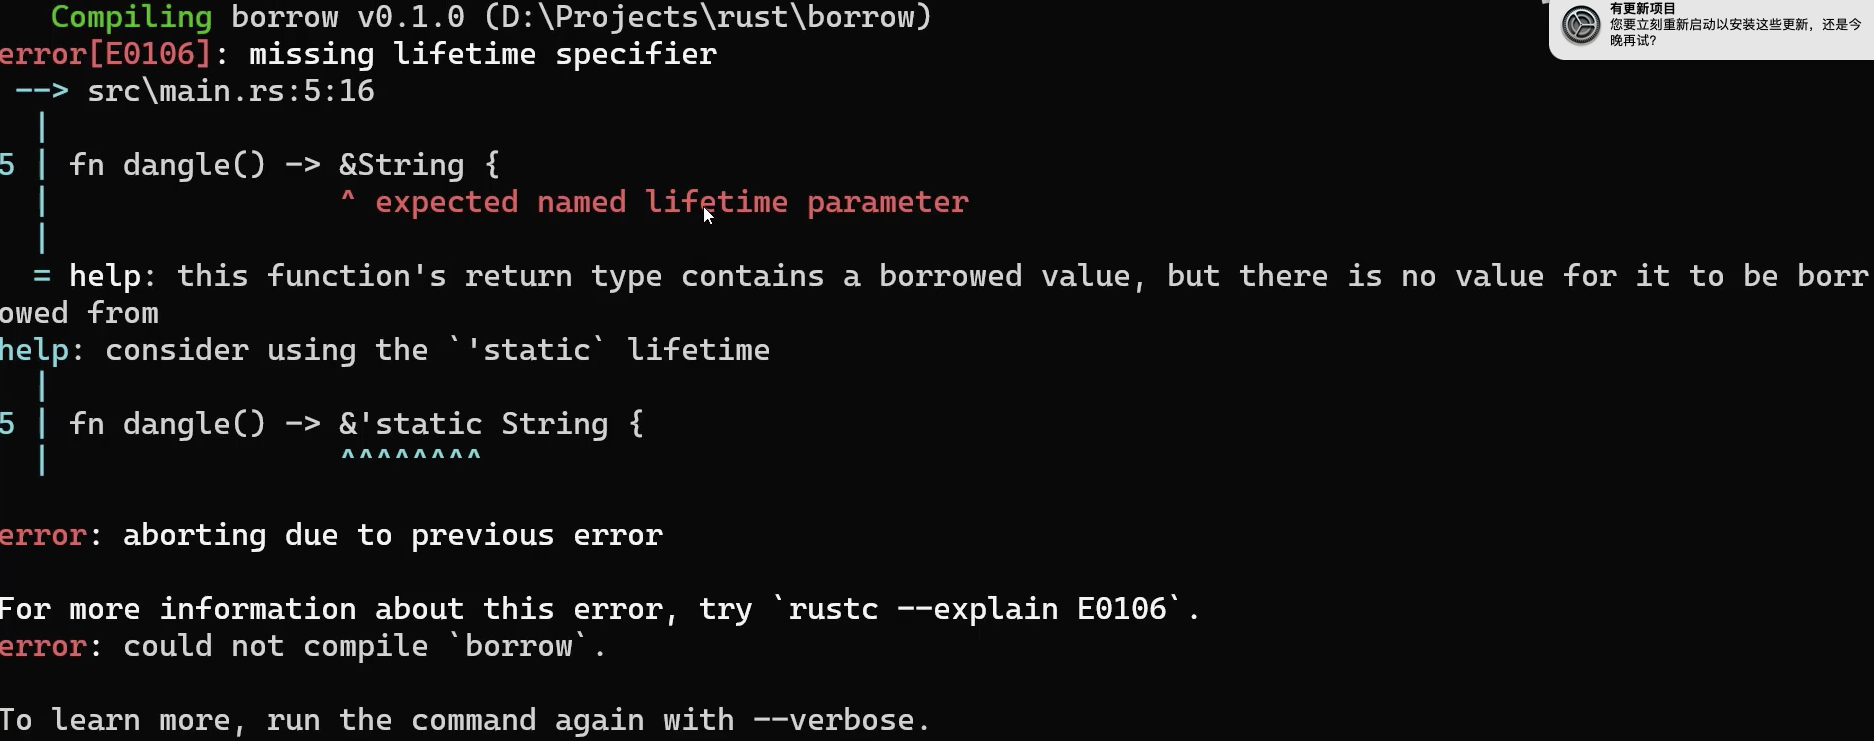 Compiling borrow v0.1.0 (D:\Projects\rust\borrow)
error[E0106]: missing lifetime specifier
--> src\main.rs:5:16
|
5 | fn dangle() -> &String {
| ^ expected named lifetime parameter
|
= help: this function's return type contains a borrowed value, but there is no value for it to be borr
owed from
help: consider using the `'static` lifetime
|
5 | fn dangle() -> &'static String {
| ^^^^^^^^
error: aborting due to previous error
For more information about this error, try `rustc --explain E0106`.
error: could not compile `borrow`.
To learn more, run the command again with --verbose.
有更新项目
您要立刻重新启动以安装这些更新，还是今
晚再试？